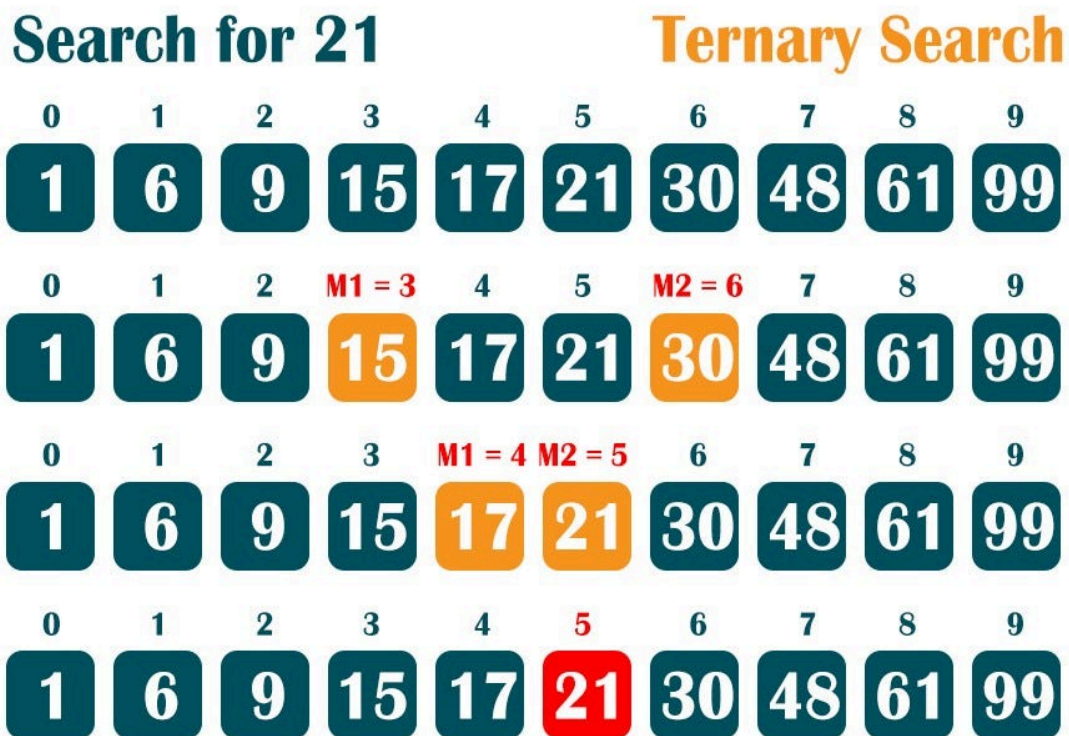 Search for 21 Ternary Search
0 1 2 3 4 5 6 7 8 9
1 6 9 15 17 21 30 48 61 99
0 1 2 M1 = 3 4 5 M2 = 6 7 8 9
1 6 9 15 17 21 30 48 61 99
0 1 2 3 M1 = 4 M2 = 5 6 7 8 9
1 6 9 15 17 21 30 48 61 99
0 1 2 3 4 5 6 7 8 9
1 6 9 15 17 21 30 48 61 99